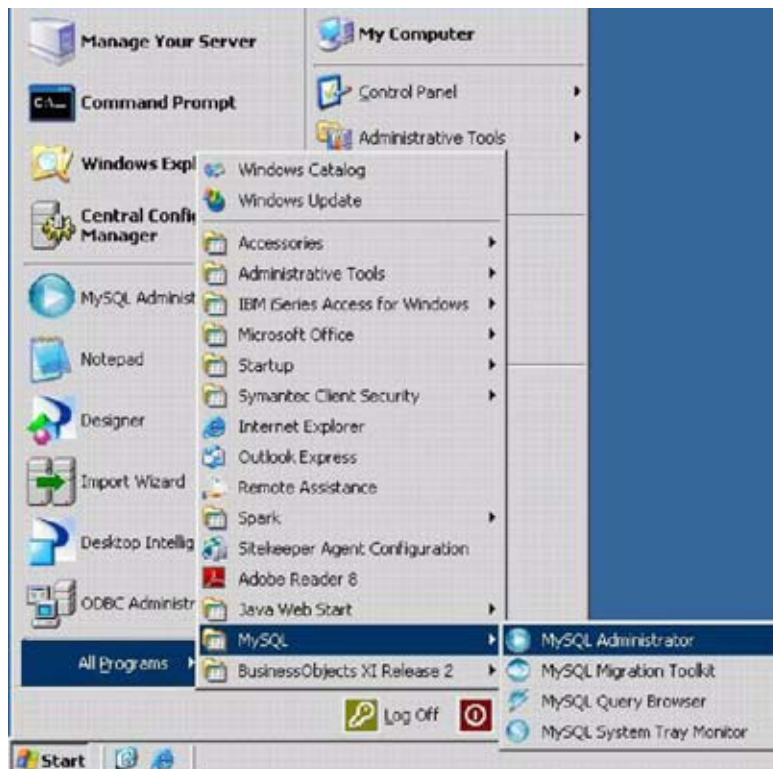 Manage Your Server
Command Prompt
Windows Expl
Central Config
Manager
MySQL Administ
Notepad
Designer
Import Wizard
Desktop Intellig
ODBC Administr
All Programs
My Computer
Control Panel
Administrative Tools
Windows Catalog
Windows Update
Accessories
Administrative Tools
IBM iSeries Access for Windows
Microsoft Office
Startup
Symantec Client Security
Internet Explorer
Outlook Express
Remote Assistance
Spark
Sitekeeper Agent Configuration
Adobe Reader 8
Java Web Start
MySQL
BusinessObjects XI Release 2
MySQL Administrator
MySQL Migration Toolkit
MySQL Query Browser
MySQL System Tray Monitor
Log Off
Start